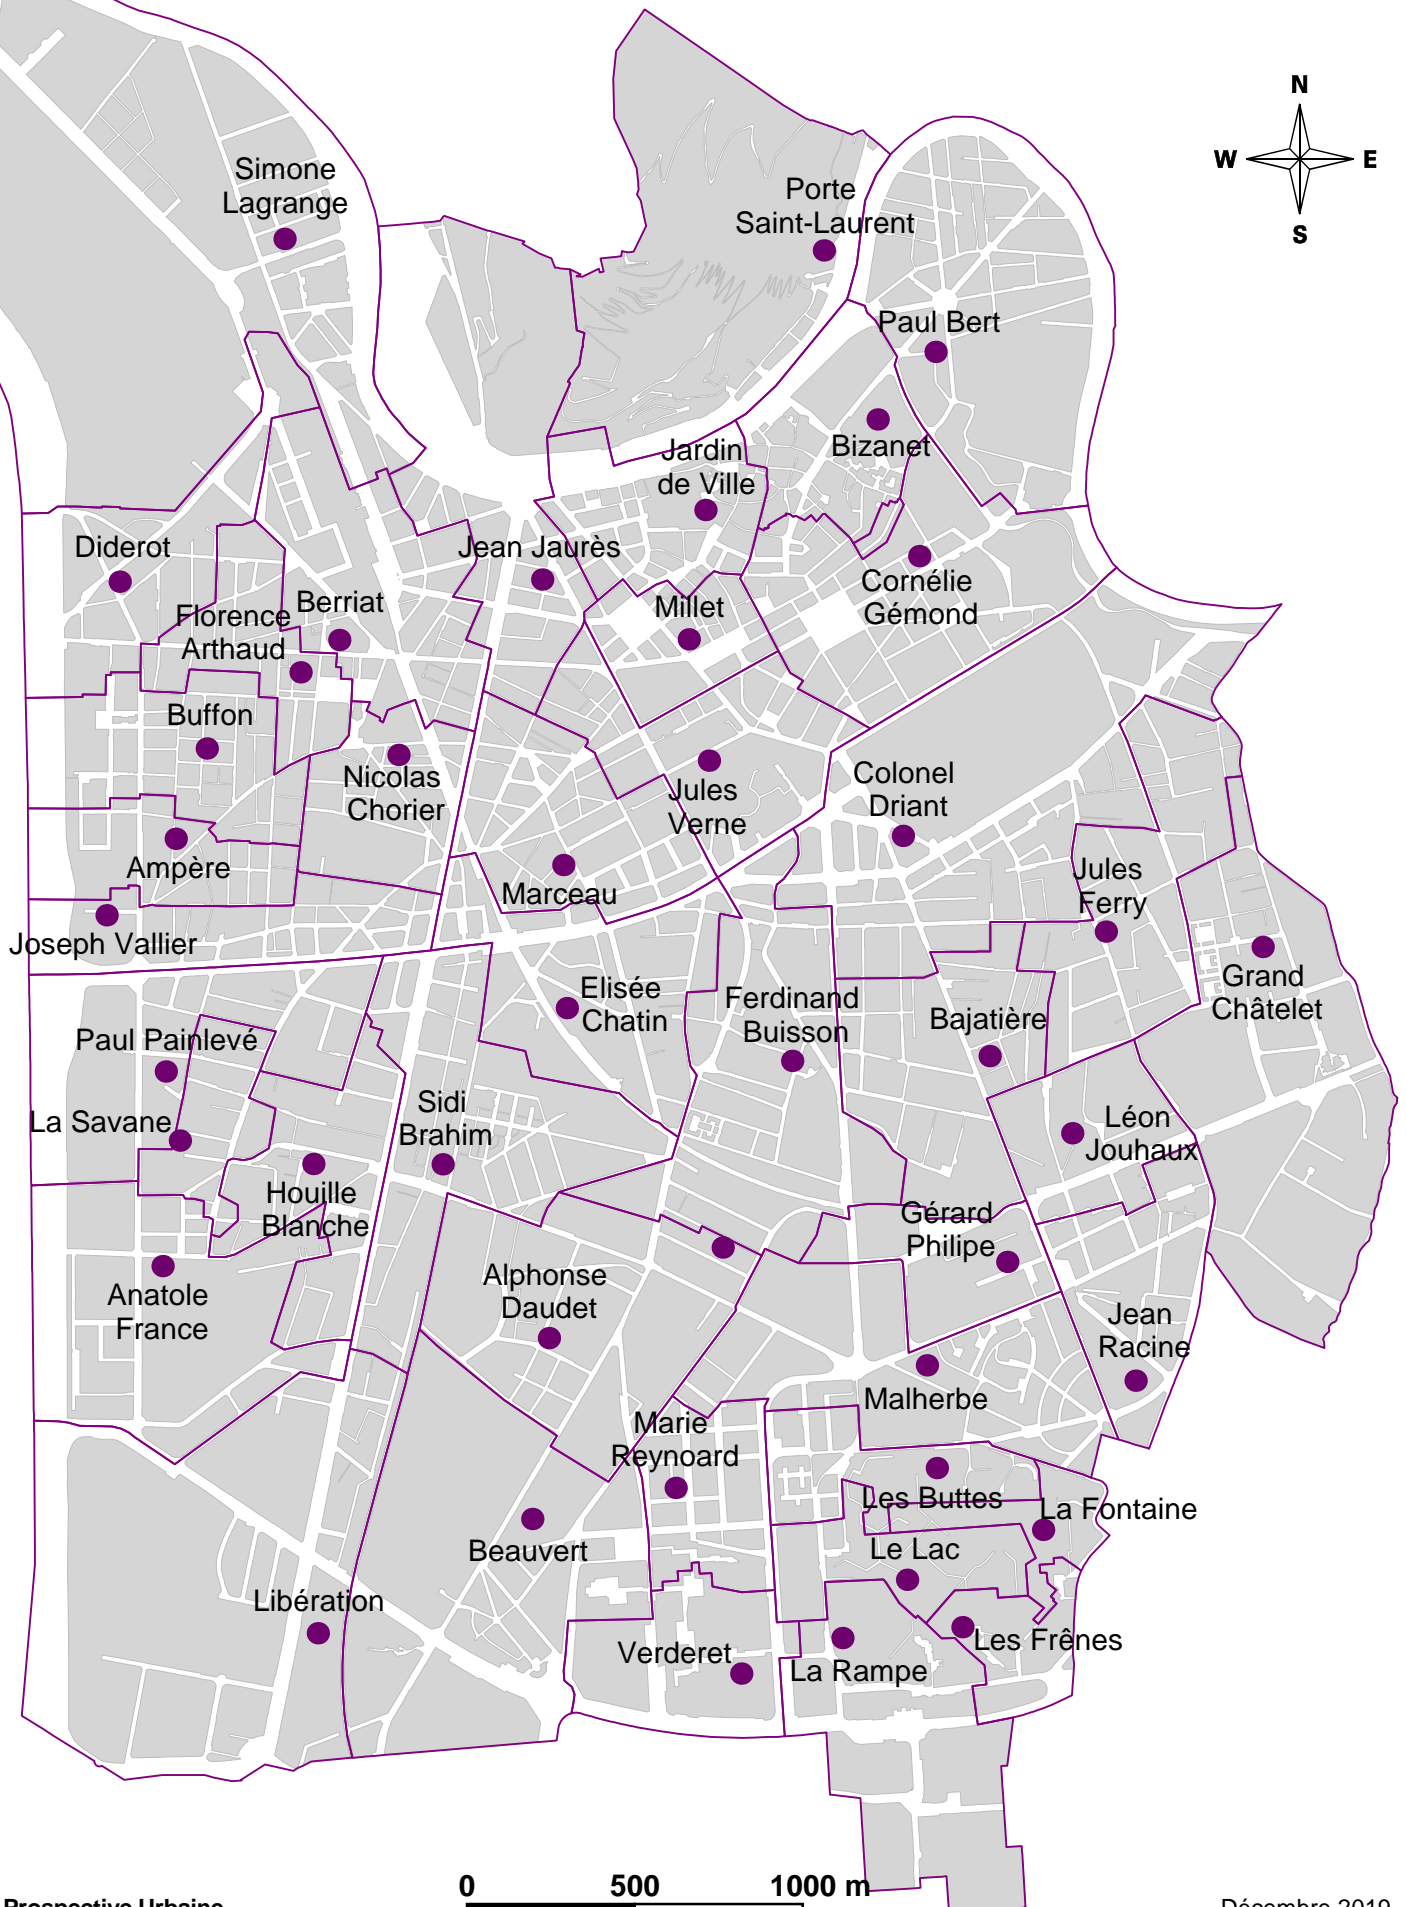 N
W
E
S
Simone
Lagrange
Porte
Saint-Laurent
Paul Bert
Bizanet
Jardin
de Ville
Diderot
Jean Jaurès
Cornélie
Gémond
Berriat
Florence
Arthaud
Millet
Buffon
Nicolas
Chorier
Jules
Verne
Colonel
Driant
Ampère
Marceau
Jules
Ferry
Joseph Vallier
Elisée
Chatin
Ferdinand
Buisson
Bajatière
Grand
Châtelet
Paul Painlevé
La Savane
Sidi
Brahim
Léon
Jouhaux
Houille
Blanche
Gérard
Philipe
Anatole
France
Alphonse
Daudet
Jean
Racine
Malherbe
Marie
Reynoard
Les Buttes
La Fontaine
Beauvert
Le Lac
Libération
Verderet
La Rampe
Les Frênes
0 500 1000 m
Prospective Urbaine
Décembre 2019